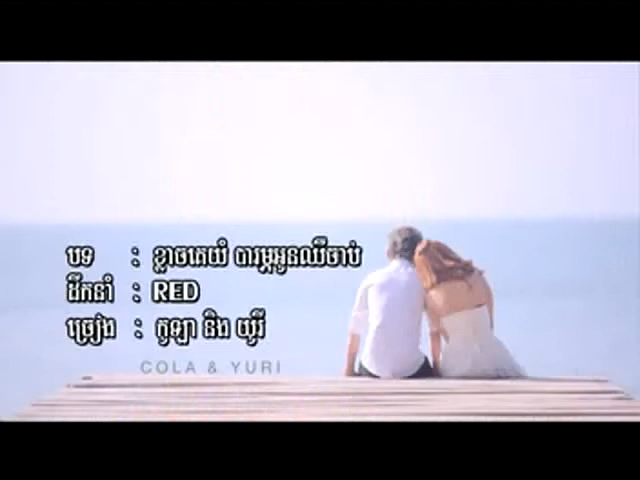 បទ : ខ្លាចគេយំ បារម្ភអូនឈឺចាប់
ដឹកនាំ : RED
ច្រៀង : កូឡា និង យូរី
COLA & YURI